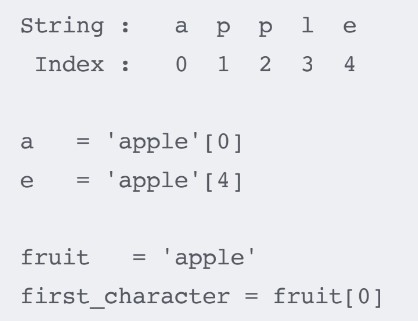 String :   a  p  p  l  e
 Index :   0  1  2  3  4
a   = 'apple'[0]
e   = 'apple'[4]
fruit   = 'apple'
first_character = fruit[0]